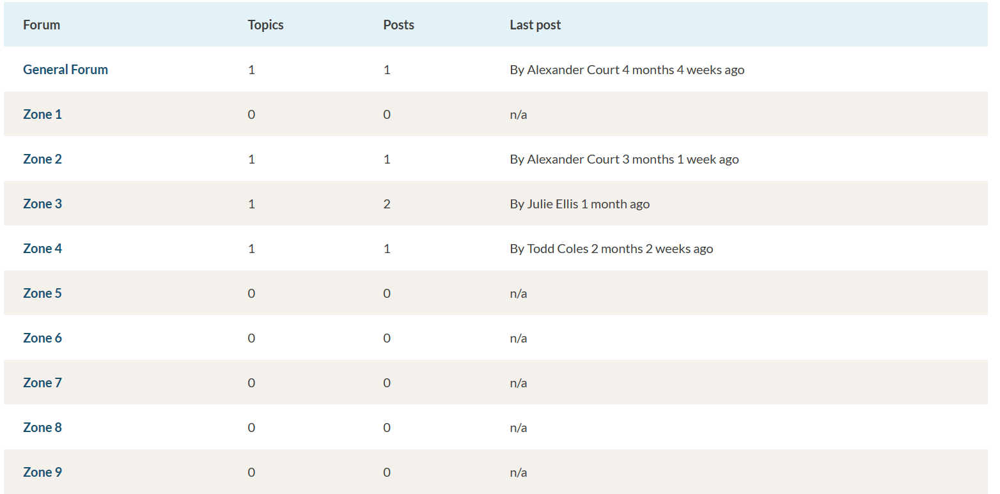 Forum Topics Posts Last post
General Forum 1 1 By Alexander Court 4 months 4 weeks ago
Zone 1 0 0 n/a
Zone 2 1 1 By Alexander Court 3 months 1 week ago
Zone 3 1 2 By Julie Ellis 1 month ago
Zone 4 1 1 By Todd Coles 2 months 2 weeks ago
Zone 5 0 0 n/a
Zone 6 0 0 n/a
Zone 7 0 0 n/a
Zone 8 0 0 n/a
Zone 9 0 0 n/a